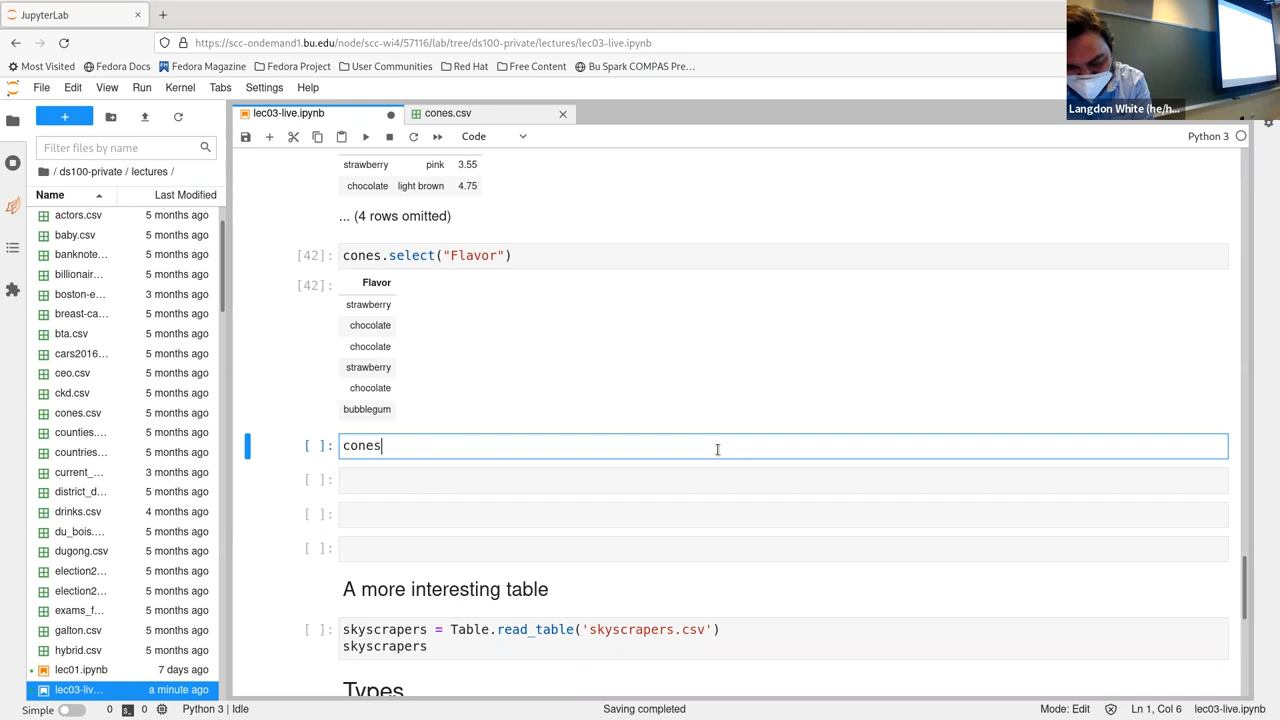 JupyterLab
https://scc-ondemand1.bu.edu/node/scc-wi4/57116/lab/tree/ds100-private/lectures/lec03-live.ipynb
Most Visited Fedora Docs Fedora Magazine Fedora Project User Communities Red Hat Free Content Bu Spark COMPAS Pre…
Langdon White (he/h...
File Edit View Run Kernel Tabs Settings Help
lec03-live.ipynb cones.csv
Code Python 3
Filter files by name
/ ds100-private / lectures /
Name Last Modified
actors.csv 5 months ago
baby.csv 5 months ago
banknote... 5 months ago
billionair... 5 months ago
boston-e... 3 months ago
breast-ca... 5 months ago
bta.csv 5 months ago
cars2016... 5 months ago
ceo.csv 5 months ago
ckd.csv 5 months ago
cones.csv 5 months ago
counties.... 5 months ago
countries... 5 months ago
current_... 3 months ago
district_d... 5 months ago
drinks.csv 4 months ago
du_bois.... 5 months ago
dugong.csv 5 months ago
election2... 5 months ago
election2... 5 months ago
exams_f... 5 months ago
galton.csv 5 months ago
hybrid.csv 5 months ago
lec01.ipynb 7 days ago
lec03-liv... a minute ago
strawberry pink 3.55
chocolate light brown 4.75
... (4 rows omitted)
[42]: cones.select("Flavor")
[42]: Flavor
strawberry
chocolate
chocolate
strawberry
chocolate
bubblegum
[ ]: cones
[ ]:
[ ]:
[ ]:
A more interesting table
[ ]: skyscrapers = Table.read_table('skyscrapers.csv')
skyscrapers
Types
Simple 0 0 Python 3 | Idle Saving completed Mode: Edit Ln 1, Col 6 lec03-live.ipynb